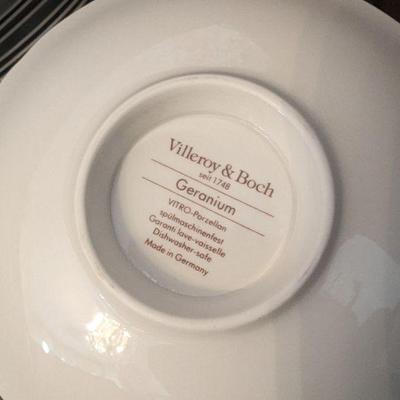 Villeroy & Boch
seit 1748
Geranium
VITRO-Porzellan
spülmaschinenfest
Garanti lave-vaisselle
Dishwasher-safe
Made in Germany